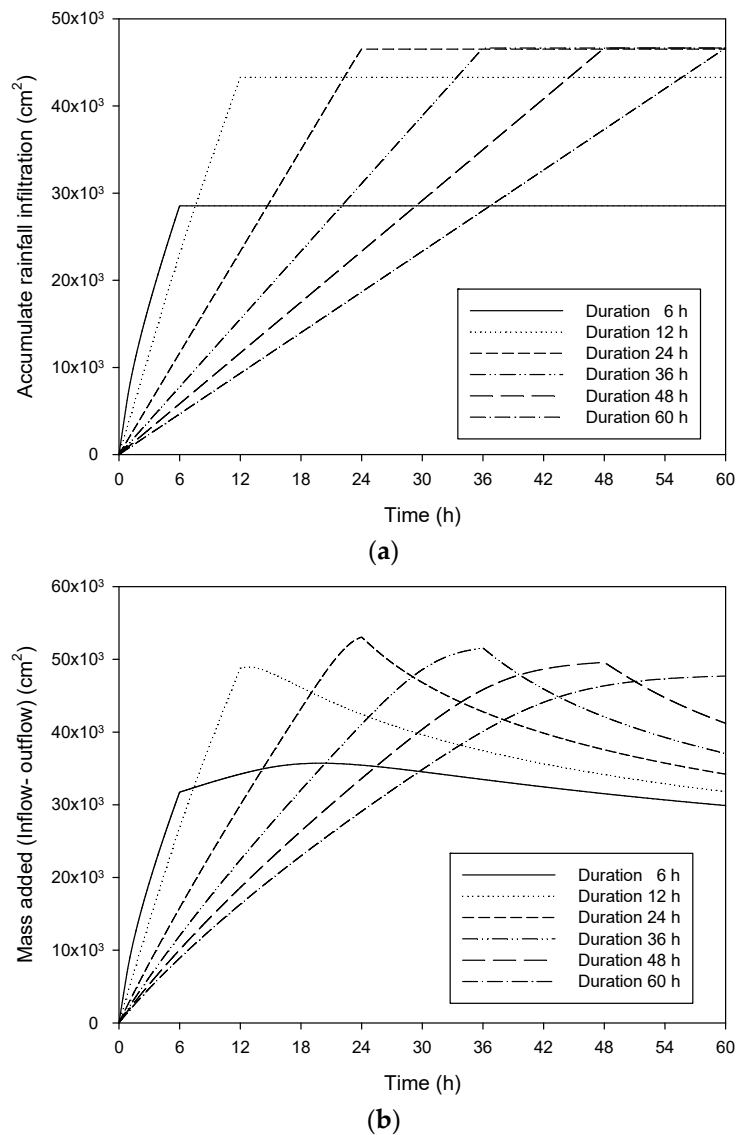 50x10³
40x10³
30x10³
20x10³
10x10³
0
Accumulate rainfall infiltration (cm²)
Duration 6 h
Duration 12 h
Duration 24 h
Duration 36 h
Duration 48 h
Duration 60 h
0 6 12 18 24 30 36 42 48 54 60
Time (h)
(a)
60x10³
50x10³
40x10³
30x10³
20x10³
10x10³
0
Mass added (Inflow- outflow) (cm²)
Duration 6 h
Duration 12 h
Duration 24 h
Duration 36 h
Duration 48 h
Duration 60 h
0 6 12 18 24 30 36 42 48 54 60
Time (h)
(b)